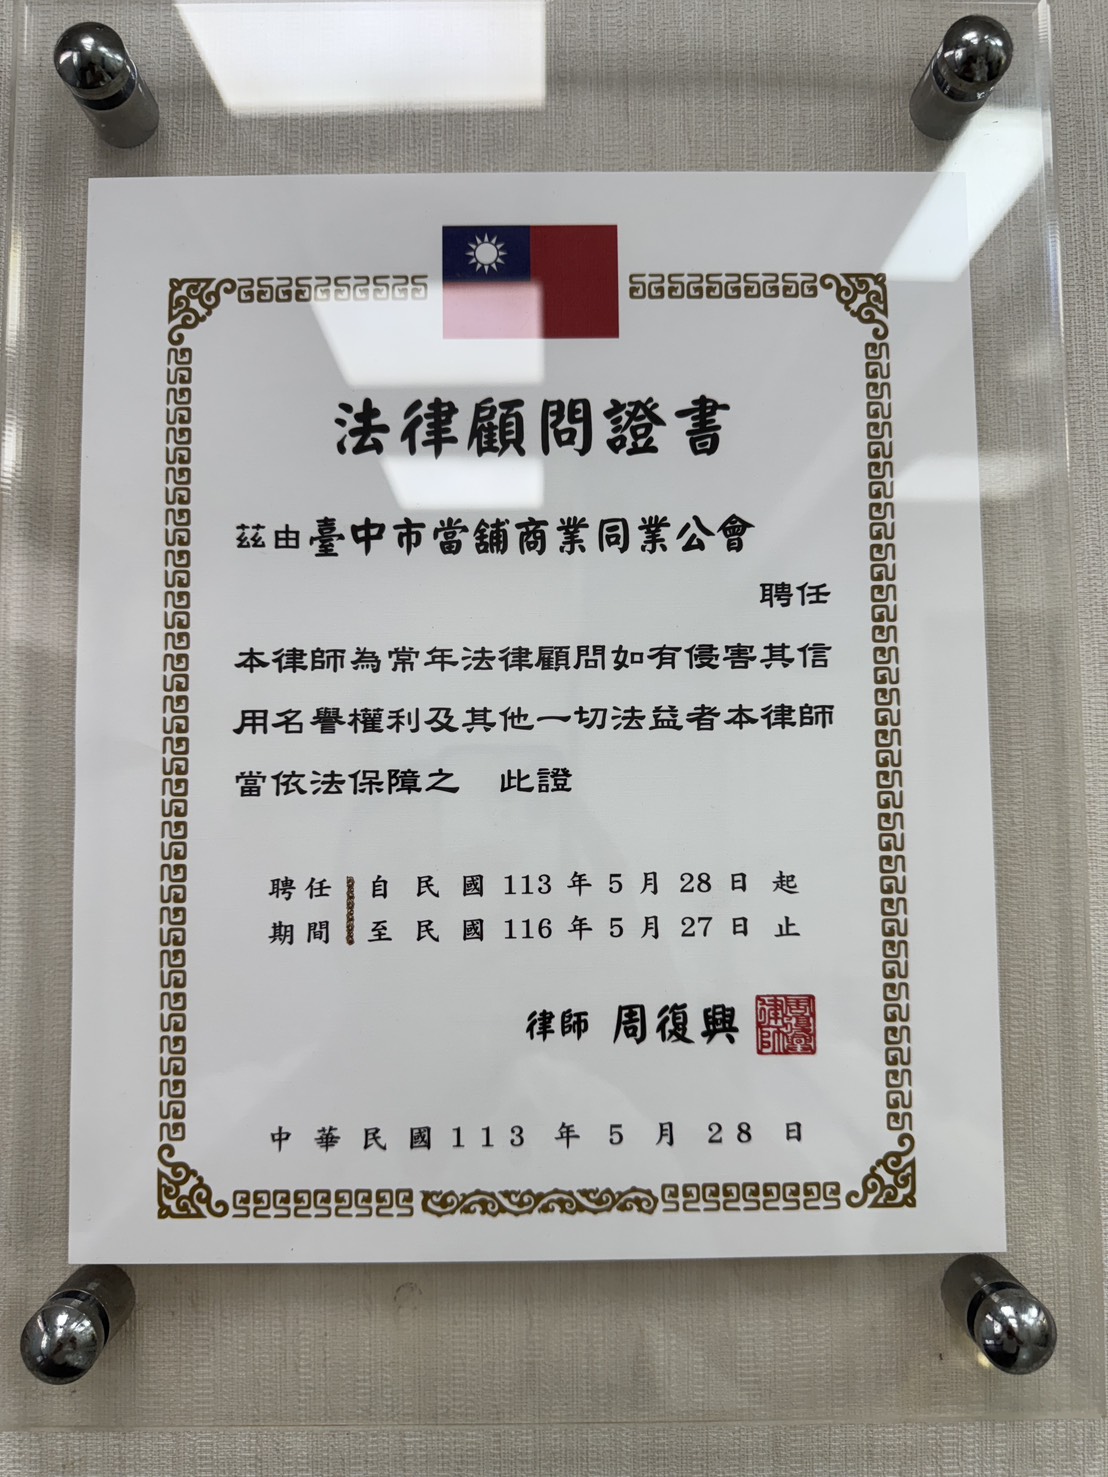 法律顧問證書
茲由臺中市當舖商業同業公會
聘任
本律師為常年法律顧問如有侵害其信
用名譽權利及其他一切法益者本律師
當依法保障之 此證
聘任 自民國113年5月28日起
期間 至民國116年5月27日止
律師 周復興
中華民國113年5月28日